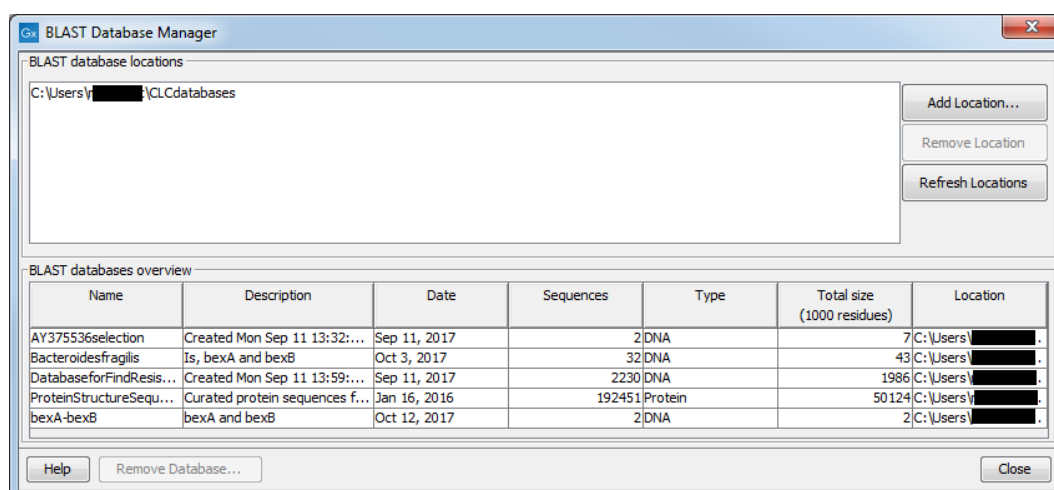 Gx BLAST Database Manager
BLAST database locations
C:\Users\ :\CLCdatabases
Add Location...
Remove Location
Refresh Locations
BLAST databases overview
Name Description Date Sequences Type Total size (1000 residues) Location
AY375536selection Created Mon Sep 11 13:32:... Sep 11, 2017 2 DNA 7 C:\Users\ .
Bacteroidesfragilis Is, bexA and bexB Oct 3, 2017 32 DNA 43 C:\Users\ .
DatabaseforFindResis... Created Mon Sep 11 13:59:... Sep 11, 2017 2230 DNA 1986 C:\Users\ .
ProteinStructureSequ... Curated protein sequences f... Jan 16, 2016 192451 Protein 50124 C:\Users\ .
bexA-bexB bexA and bexB Oct 12, 2017 2 DNA 2 C:\Users\ .
Help Remove Database... Close